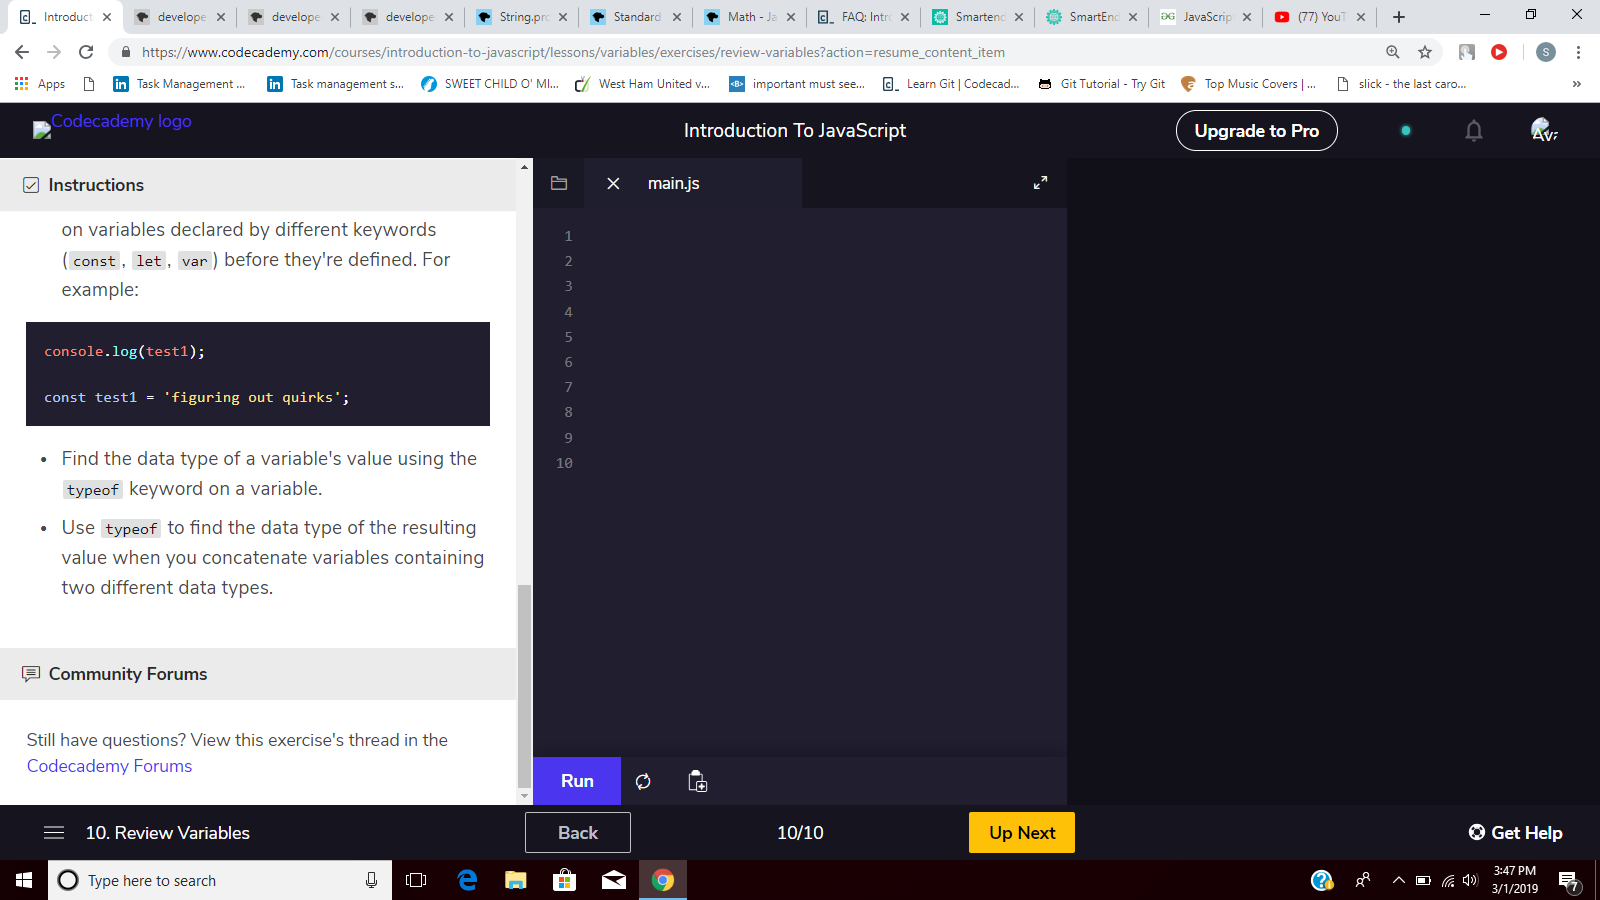 Introduct
develope
develope
develope
String.pro
Standard
Math - Ja
FAQ: Intro
Smartend
SmartEnd
JavaScrip
(77) YouT
https://www.codecademy.com/courses/introduction-to-javascript/lessons/variables/exercises/review-variables?action=resume_content_item
S
Apps
Task Management ...
Task management s...
SWEET CHILD O' MI...
West Ham United v...
important must see...
Learn Git | Codecad...
Git Tutorial - Try Git
Top Music Covers | ...
slick - the last caro...
»
Codecademy logo
Introduction To JavaScript
Upgrade to Pro
Instructions
main.js
on variables declared by different keywords
(const, let, var) before they're defined. For
example:
console.log(test1);
const test1 = 'figuring out quirks';
• Find the data type of a variable's value using the
typeof keyword on a variable.
• Use typeof to find the data type of the resulting
value when you concatenate variables containing
two different data types.
1
2
3
4
5
6
7
8
9
10
Community Forums
Still have questions? View this exercise's thread in the
Codecademy Forums
Run
10. Review Variables
Back
10/10
Up Next
Get Help
Type here to search
3:47 PM
3/1/2019
7